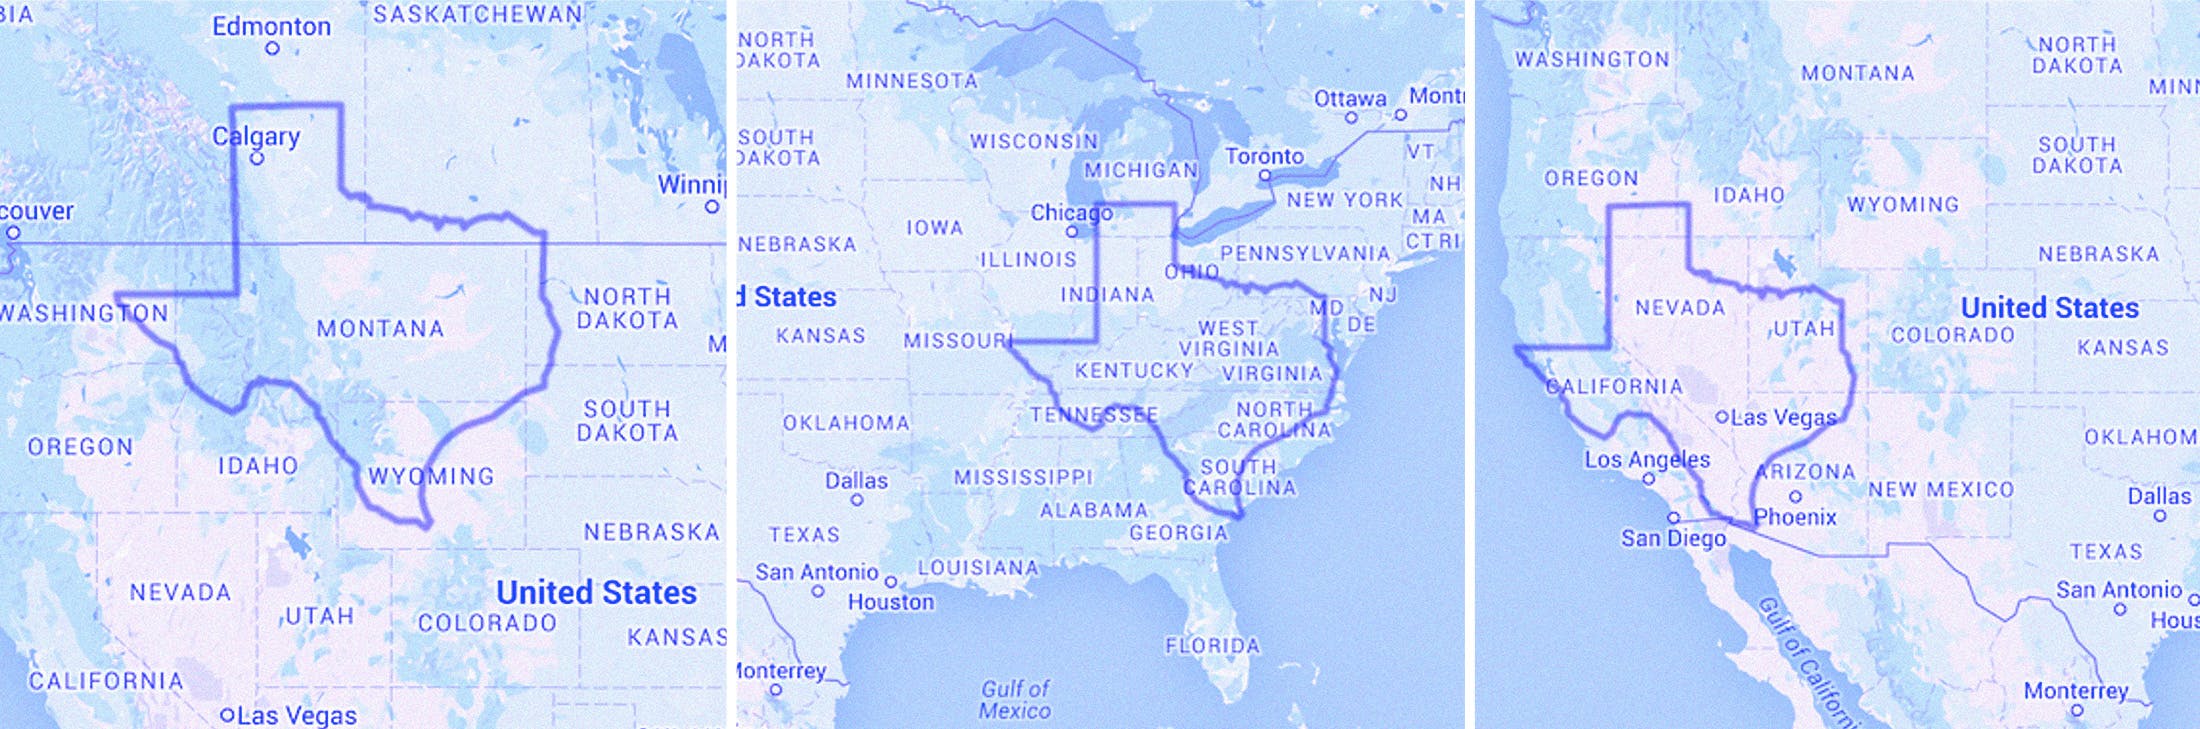 SASKATCHEWAN
Edmonton
Calgary
Winni
couver
WASHINGTON
MONTANA
NORTH
DAKOTA
SOUTH
DAKOTA
OREGON
IDAHO
WYOMING
NEBRASKA
NEVADA
UTAH
United States
COLORADO
KANSAS
CALIFORNIA
Las Vegas
NORTH
DAKOTA
MINNESOTA
Ottawa
Mont
SOUTH
DAKOTA
WISCONSIN
MICHIGAN
Toronto
VT
NH
NEW YORK
MA
CT RI
Chicago
IOWA
NEBRASKA
ILLINOIS
OHIO
PENNSYLVANIA
d States
INDIANA
MD
NJ
DE
KANSAS
MISSOURI
WEST
VIRGINIA
KENTUCKY
VIRGINIA
TENNESSEE
NORTH
CAROLINA
OKLAHOMA
SOUTH
CAROLINA
MISSISSIPPI
Dallas
ALABAMA
GEORGIA
TEXAS
San Antonio
LOUISIANA
Houston
FLORIDA
Monterrey
Gulf of
Mexico
WASHINGTON
MONTANA
NORTH
DAKOTA
MINN
OREGON
IDAHO
WYOMING
SOUTH
DAKOTA
NEBRASKA
NEVADA
UTAH
United States
COLORADO
KANSAS
CALIFORNIA
Las Vegas
OKLAHOM
Los Angeles
ARIZONA
NEW MEXICO
Dallas
Phoenix
San Diego
TEXAS
San Antonio
Hous
Gulf of Californi
Monterrey